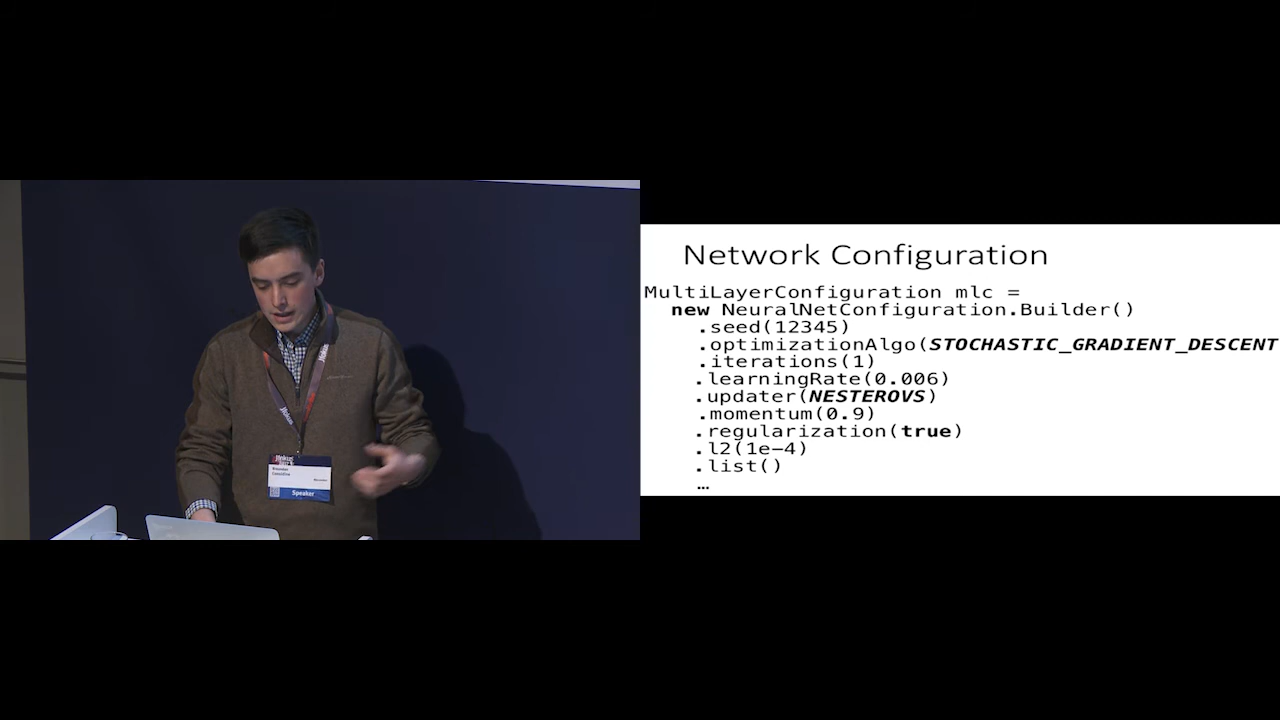 Network Configuration
MultiLayerConfiguration mlc =
new NeuralNetConfiguration.Builder()
.seed(12345)
.optimizationAlgo(STOCHASTIC_GRADIENT_DESCENT
.iterations(1)
.learningRate(0.006)
.updater(NESTEROVS)
.momentum(0.9)
.regularization(true)
.l2(1e-4)
.list()
…
Speaker